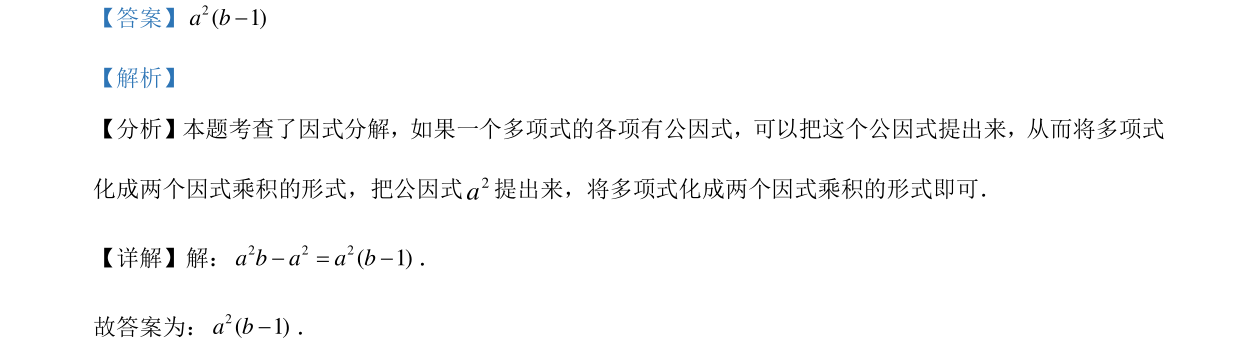 【答案】a²(b−1)
【解析】
【分析】本题考查了因式分解，如果一个多项式的各项有公因式，可以把这个公因式提出来，从而将多项式
化成两个因式乘积的形式，把公因式a²提出来，将多项式化成两个因式乘积的形式即可．
【详解】解：a²b−a²=a²(b−1)．
故答案为：a²(b−1)．